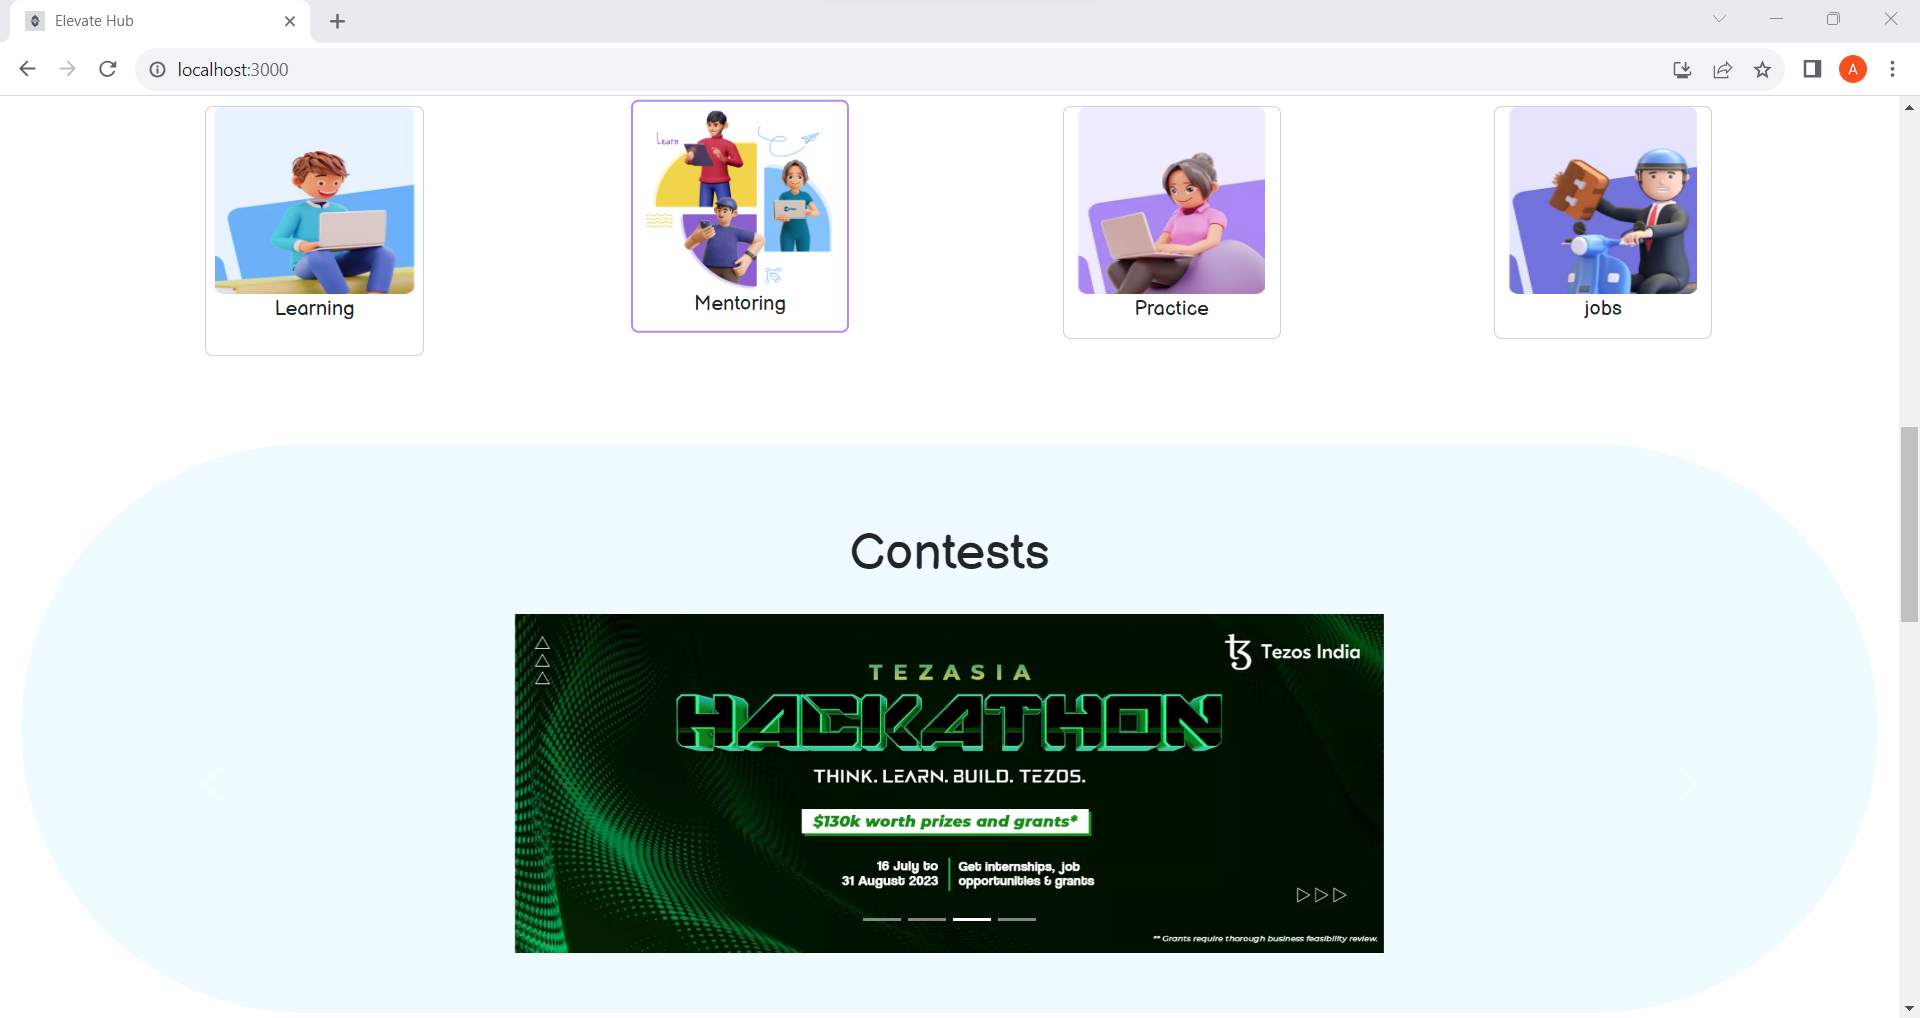 Elevate Hub
localhost:3000
A
Learn
Learning
Mentoring
Practice
jobs
Contests
Tezos India
TEZASIA
HACKATHON
THINK. LEARN. BUILD. TEZOS.
$130k worth prizes and grants*
16 July to
31 August 2023
Get internships, job
opportunities & grants
** Grants require thorough business feasibility review.